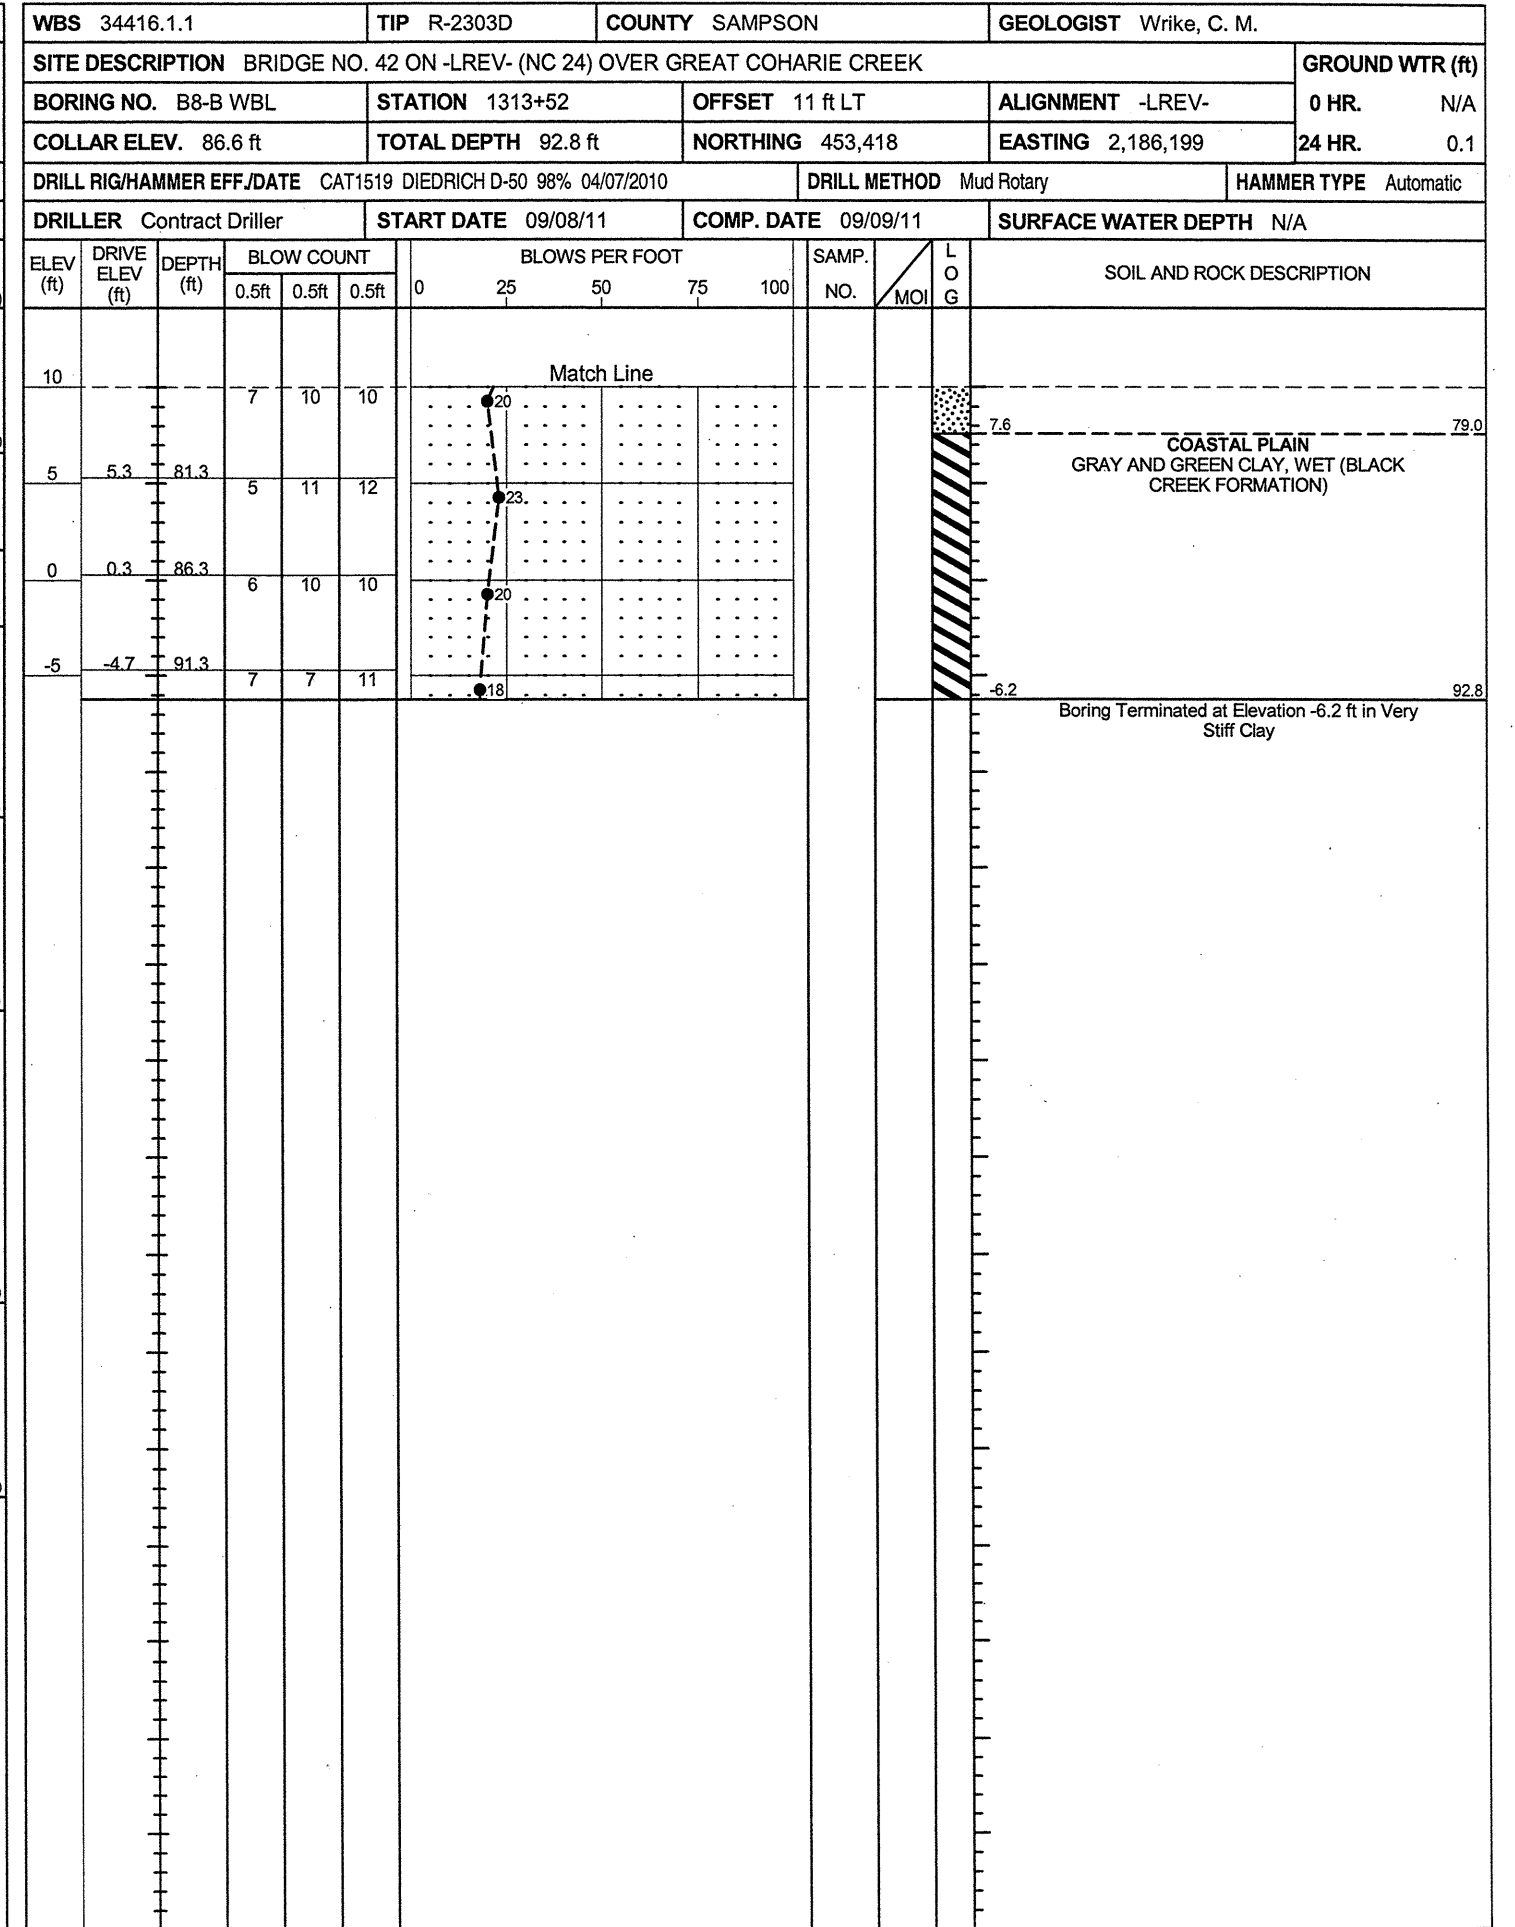 WBS 34416.1.1 TIP R-2303D COUNTY SAMPSON GEOLOGIST Wrike, C. M.
SITE DESCRIPTION BRIDGE NO. 42 ON -LREV- (NC 24) OVER GREAT COHARIE CREEK GROUND WTR (ft)
BORING NO. B8-B WBL STATION 1313+52 OFFSET 11 ft LT ALIGNMENT -LREV- 0 HR. N/A
COLLAR ELEV. 86.6 ft TOTAL DEPTH 92.8 ft NORTHING 453,418 EASTING 2,186,199 24 HR. 0.1
DRILL RIG/HAMMER EFF./DATE CAT1519 DIEDRICH D-50 98% 04/07/2010 DRILL METHOD Mud Rotary HAMMER TYPE Automatic
DRILLER Contract Driller START DATE 09/08/11 COMP. DATE 09/09/11 SURFACE WATER DEPTH N/A
ELEV (ft) DRIVE ELEV (ft) DEPTH (ft) BLOW COUNT BLOWS PER FOOT SAMP. NO. MOI LOG SOIL AND ROCK DESCRIPTION
0.5ft 0.5ft 0.5ft 0 25 50 75 100
10 Match Line
7 10 10 20
7.6 79.0
COASTAL PLAIN
GRAY AND GREEN CLAY, WET (BLACK
CREEK FORMATION)
5 5.3 81.3
5 11 12 23
0 0.3 86.3
6 10 10 20
-5 -4.7 91.3
7 7 11 18
-6.2 92.8
Boring Terminated at Elevation -6.2 ft in Very
Stiff Clay